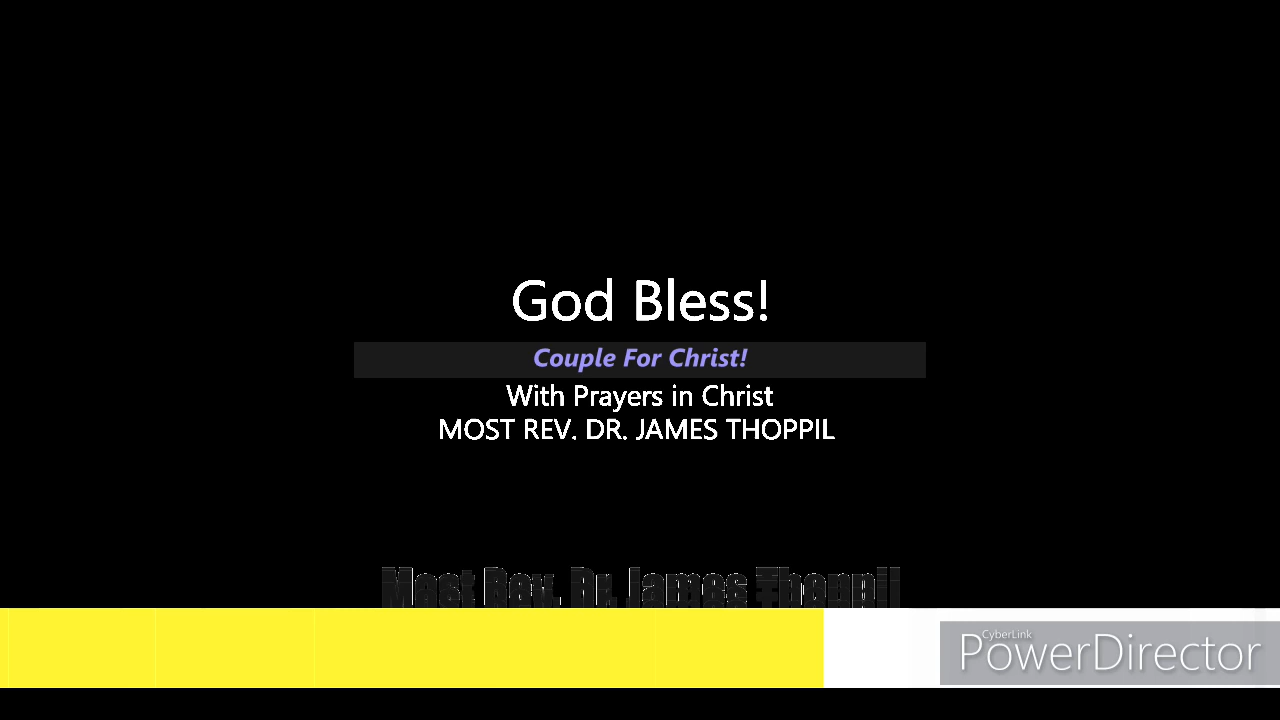 God Bless!
Couple For Christ!
With Prayers in Christ
MOST REV. DR. JAMES THOPPIL
Most Rev. Dr. James Thoppil
CyberLink
PowerDirector